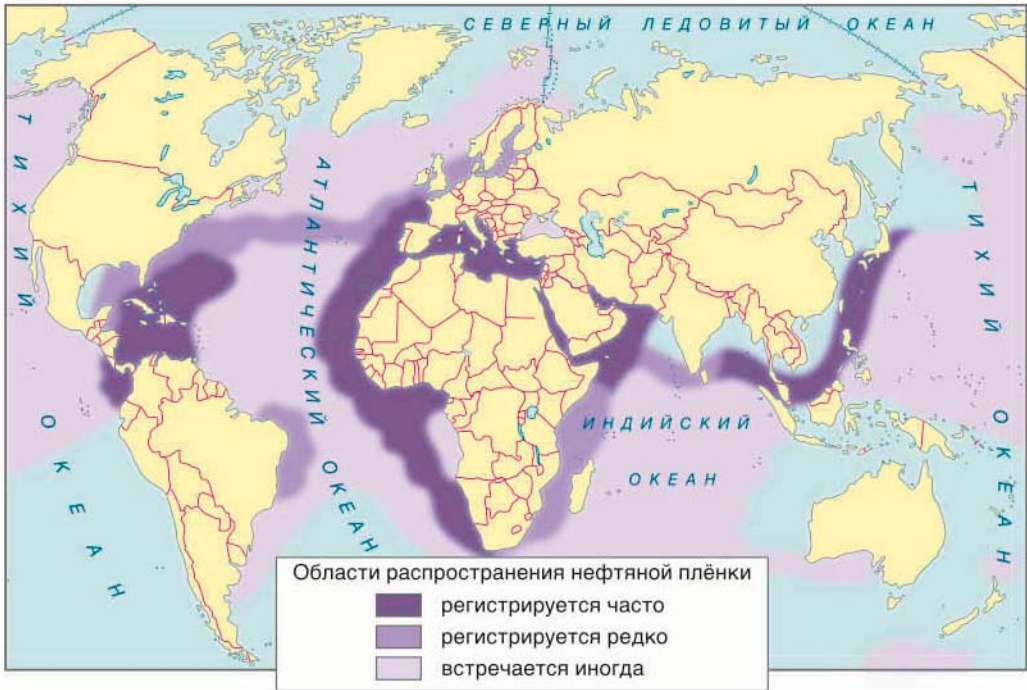 СЕВЕРНЫЙ ЛЕДОВИТЫЙ ОКЕАН
ТИХИЙ
ОКЕАН
АТЛАНТИЧЕСКИЙ
ОКЕАН
ИНДИЙСКИЙ
ОКЕАН
ТИХИЙ
ОКЕАН
Области распространения нефтяной плёнки
регистрируется часто
регистрируется редко
встречается иногда